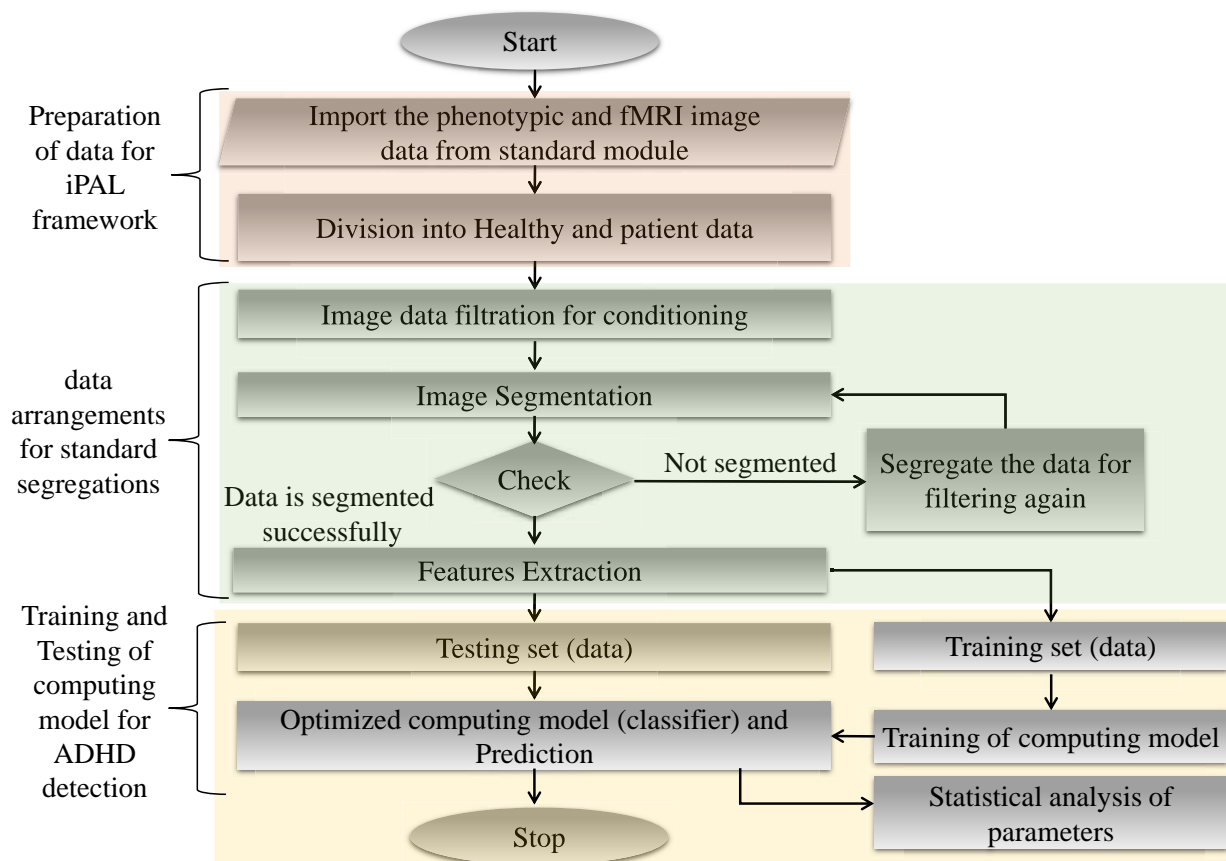 Start
Preparation
of data for
iPAL
framework
Import the phenotypic and fMRI image
data from standard module
Division into Healthy and patient data
data
arrangements
for standard
segregations
Image data filtration for conditioning
Image Segmentation
Check
Not segmented
Segregate the data for
filtering again
Data is segmented
successfully
Features Extraction
Training and
Testing of
computing
model for
ADHD
detection
Testing set (data)
Training set (data)
Optimized computing model (classifier) and
Prediction
Training of computing model
Statistical analysis of
parameters
Stop